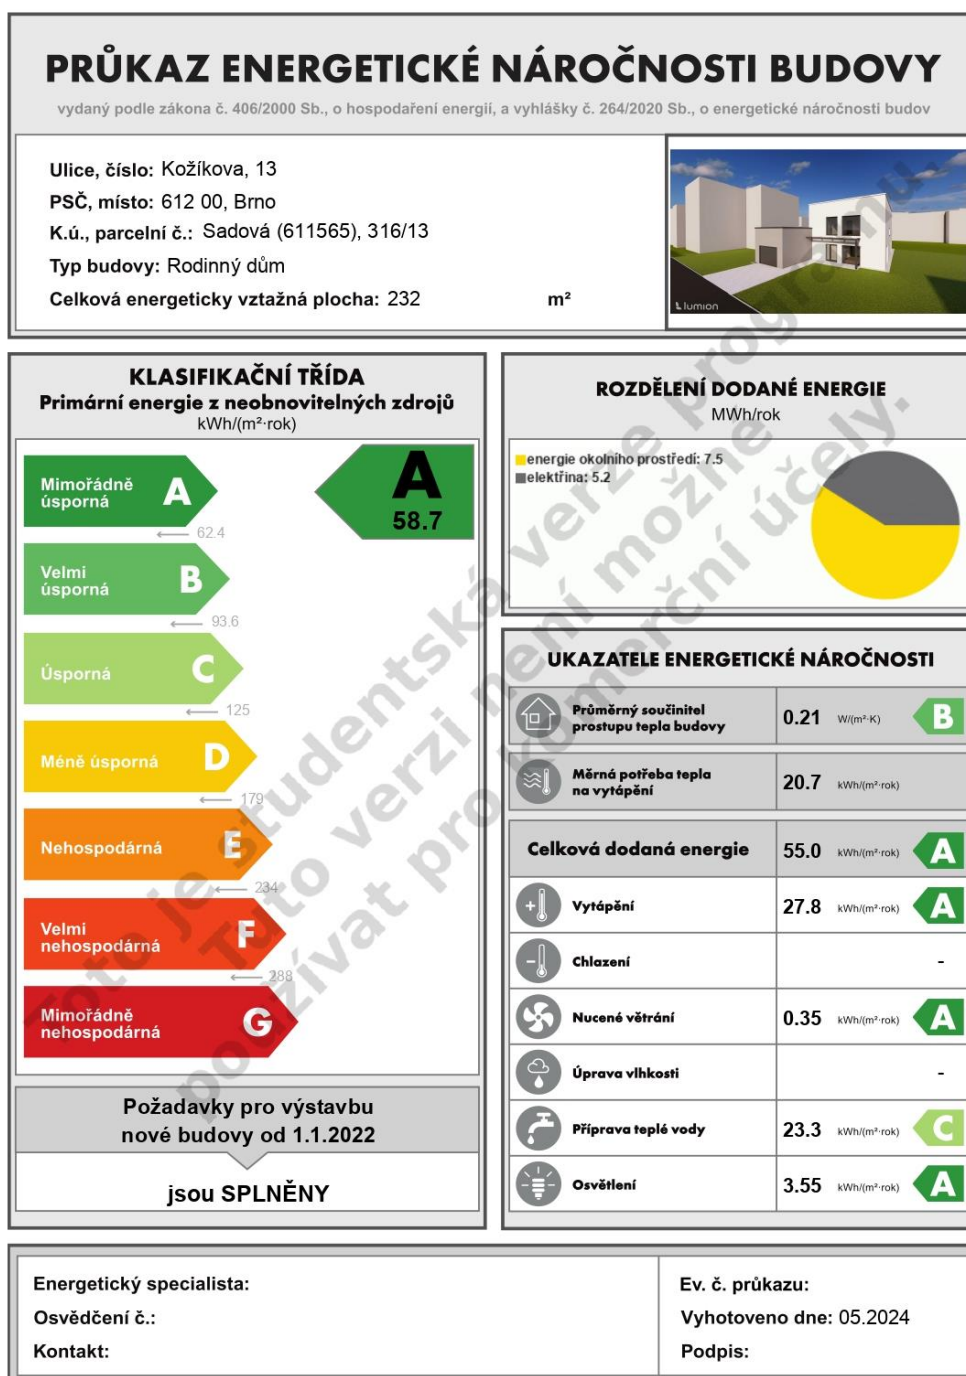 PRŮKAZ ENERGETICKÉ NÁROČNOSTI BUDOVY
vydaný podle zákona č. 406/2000 Sb., o hospodaření energií, a vyhlášky č. 264/2020 Sb., o energetické náročnosti budov
Ulice, číslo: Kožíkova, 13
PSČ, místo: 612 00, Brno
K.ú., parcelní č.: Sadová (611565), 316/13
Typ budovy: Rodinný dům
Celková energeticky vztažná plocha: 232 m²
Lumion
KLASIFIKAČNÍ TŘÍDA
Primární energie z neobnovitelných zdrojů
kWh/(m²·rok)
Mimořádně
úsporná
A
A
58.7
62.4
Velmi
úsporná
B
93.6
Úsporná
C
125
Méně úsporná
D
179
Nehospodárná
E
234
Velmi
nehospodárná
F
288
Mimořádně
nehospodárná
G
Požadavky pro výstavbu
nové budovy od 1.1.2022
jsou SPLNĚNY
ROZDĚLENÍ DODANÉ ENERGIE
MWh/rok
energie okolního prostředí: 7.5
elektřina: 5.2
UKAZATELE ENERGETICKÉ NÁROČNOSTI
Průměrný součinitel
prostupu tepla budovy
0.21 W/(m²·K) B
Měrná potřeba tepla
na vytápění
20.7 kWh/(m²·rok)
Celková dodaná energie 55.0 kWh/(m²·rok) A
Vytápění 27.8 kWh/(m²·rok) A
Chlazení -
Nucené větrání 0.35 kWh/(m²·rok) A
Úprava vlhkosti -
Příprava teplé vody 23.3 kWh/(m²·rok) C
Osvětlení 3.55 kWh/(m²·rok) A
Energetický specialista:
Osvědčení č.:
Kontakt:
Ev. č. průkazu:
Vyhotoveno dne: 05.2024
Podpis:
Toto je studentská verze programu.
Tuto verzi není možné
používat pro komerční účely.